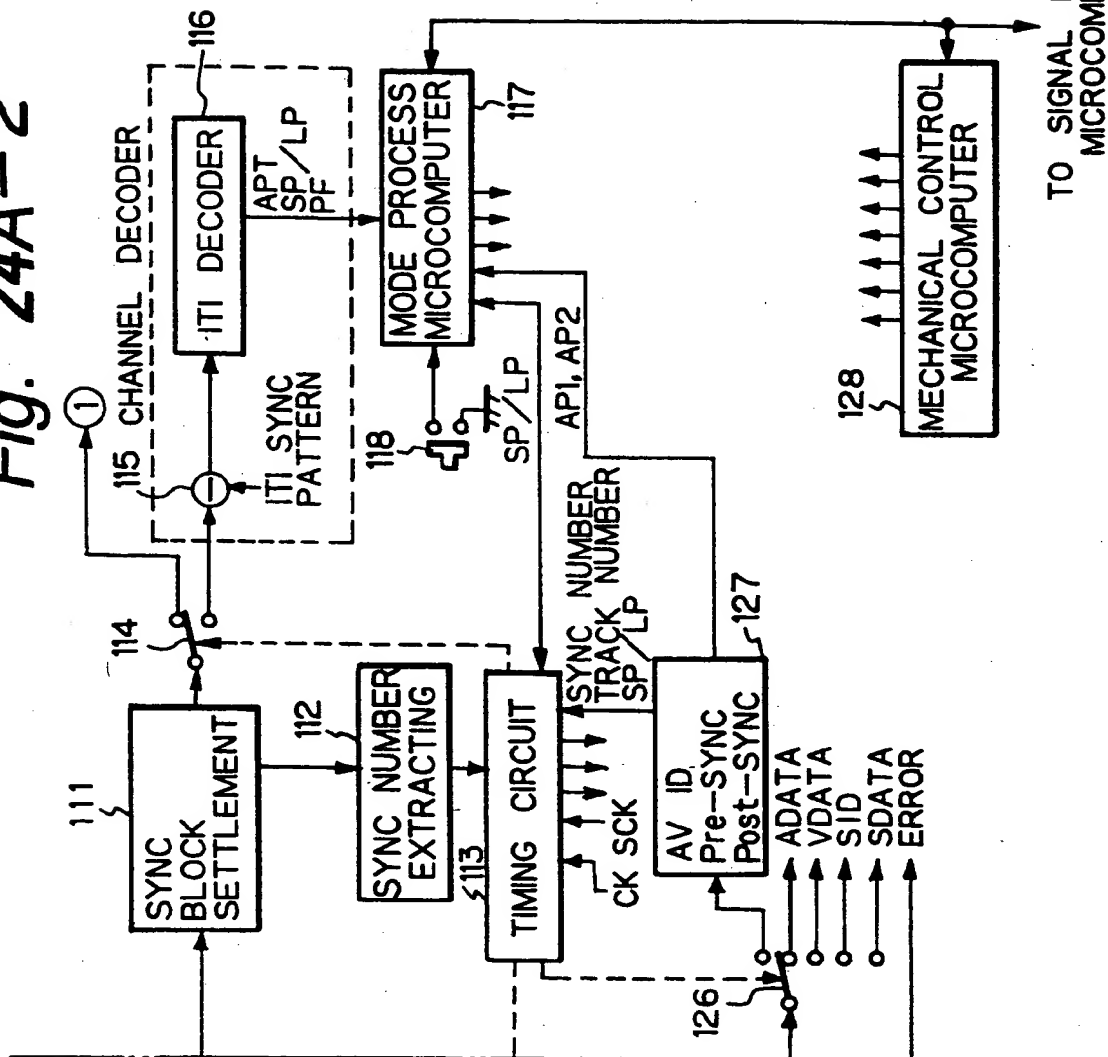 Fig. 24A-2
116
CHANNEL DECODER
ITI DECODER
APT
SP/LP
PF
MODE PROCESS
MICROCOMPUTER
117
1
115
ITI SYNC
PATTERN
118
SP/LP
AP1, AP2
128
MECHANICAL CONTROL
MICROCOMPUTER
TO SIGNAL
114
111
SYNC
BLOCK
SETTLEMENT
112
SYNC NUMBER
EXTRACTING
113
TIMING CIRCUIT
CK SCK
SYNC NUMBER
TRACK NUMBER
SP/LP
127
AV ID
Pre-SYNC
Post-SYNC
126
ADATA
VDATA
SID
SDATA
ERROR